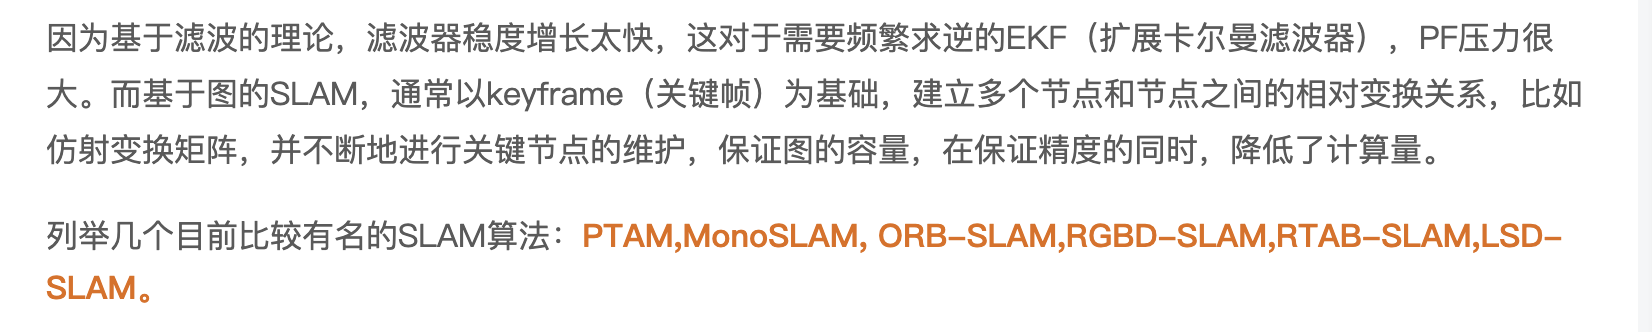 因为基于滤波的理论，滤波器稳度增长太快，这对于需要频繁求逆的EKF（扩展卡尔曼滤波器），PF压力很
大。而基于图的SLAM，通常以keyframe（关键帧）为基础，建立多个节点和节点之间的相对变换关系，比如
仿射变换矩阵，并不断地进行关键节点的维护，保证图的容量，在保证精度的同时，降低了计算量。
列举几个目前比较有名的SLAM算法：PTAM,MonoSLAM, ORB-SLAM,RGBD-SLAM,RTAB-SLAM,LSD-
SLAM。